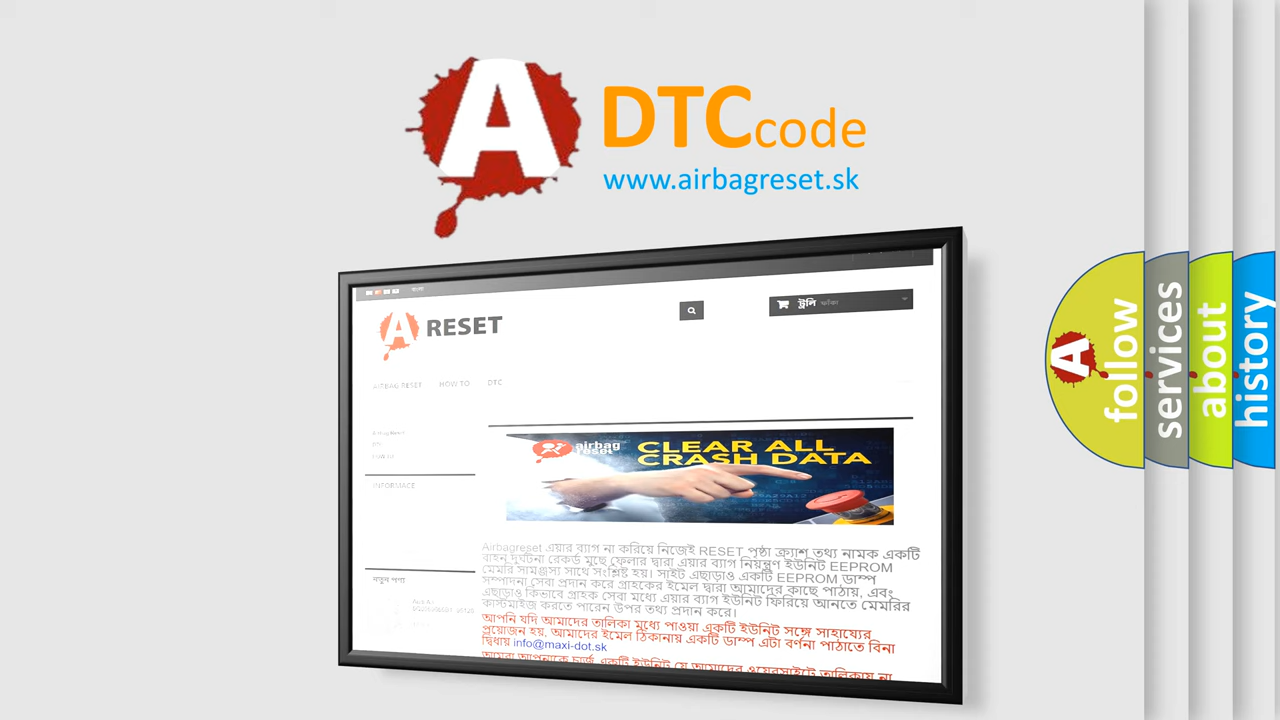 A DTC code
www.airbagreset.sk
বাংলা
A RESET
ট্রলি
AIRBAG RESET HOW TO DTC
INFORMACE
airbag
reset
CLEAR ALL
CRASH DATA
Airbagreset এয়ার ব্যাগ না করিয়ে নিজেই RESET পৃষ্ঠা ক্র্যাশ তথ্য নামক একটি
বাহন দুর্ঘটনা রেকর্ড মুছে ফেলার দ্বারা এয়ার ব্যাগ নিয়ন্ত্রণ ইউনিট EEPROM
মেমরি সামঞ্জস্য সাথে সংশ্লিষ্ট হয়। সাইট এছাড়াও একটি EEPROM ডাম্প
সম্পাদনা সেবা প্রদান করে গ্রাহকের ইমেল দ্বারা আমাদের কাছে পাঠায়, এবং
এছাড়াও কিভাবে গ্রাহক সেবা মধ্যে এয়ার ব্যাগ ইউনিট ফিরিয়ে আনতে মেমরির
কাস্টমাইজ করতে পারেন উপর তথ্য প্রদান করে।
আপনি যদি আমাদের তালিকা মধ্যে পাওয়া একটি ইউনিট সঙ্গে সাহায্যের
প্রয়োজন হয়, আমাদের ইমেল ঠিকানায় একটি ডাম্প এটা বর্ণনা পাঠাতে বিনা
দ্বিধায় info@maxi-dot.sk
নতুন পণ্য
A follow
services
about
history